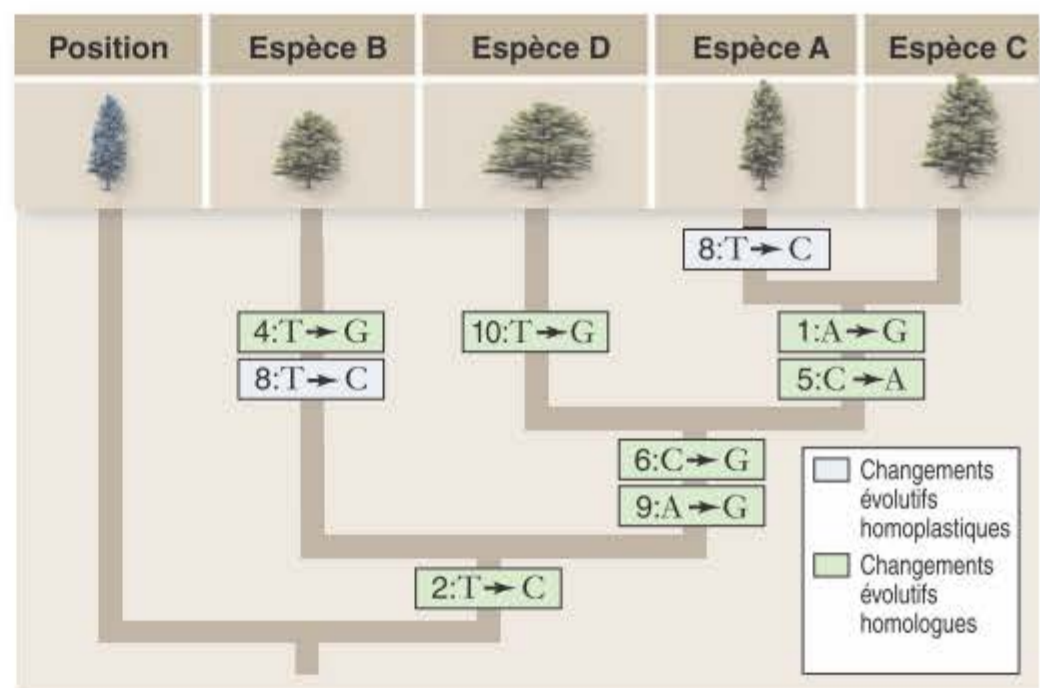 Position Espèce B Espèce D Espèce A Espèce C
8:T→C
4:T→G 10:T→G 1:A→G
8:T→C 5:C→A
6:C→G
9:A→G
2:T→C
Changements
évolutifs
homoplastiques
Changements
évolutifs
homologues